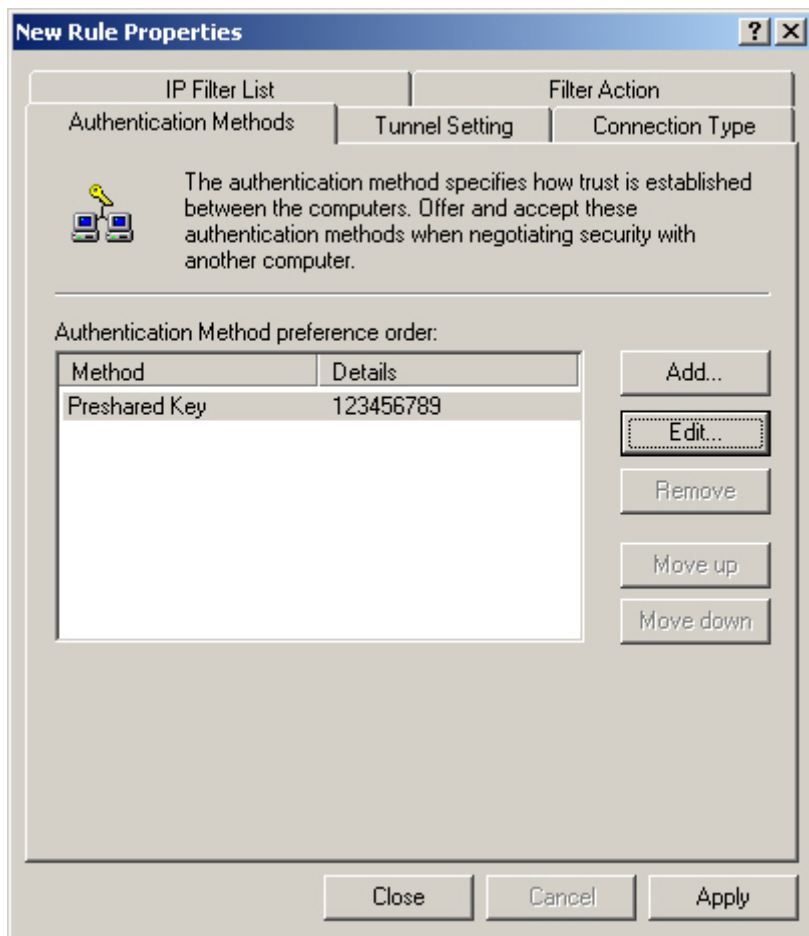 New Rule Properties
IP Filter List
Filter Action
Authentication Methods
Tunnel Setting
Connection Type
The authentication method specifies how trust is established
between the computers. Offer and accept these
authentication methods when negotiating security with
another computer.
Authentication Method preference order:
Method
Details
Preshared Key
123456789
Add...
Edit...
Remove
Move up
Move down
Close
Cancel
Apply